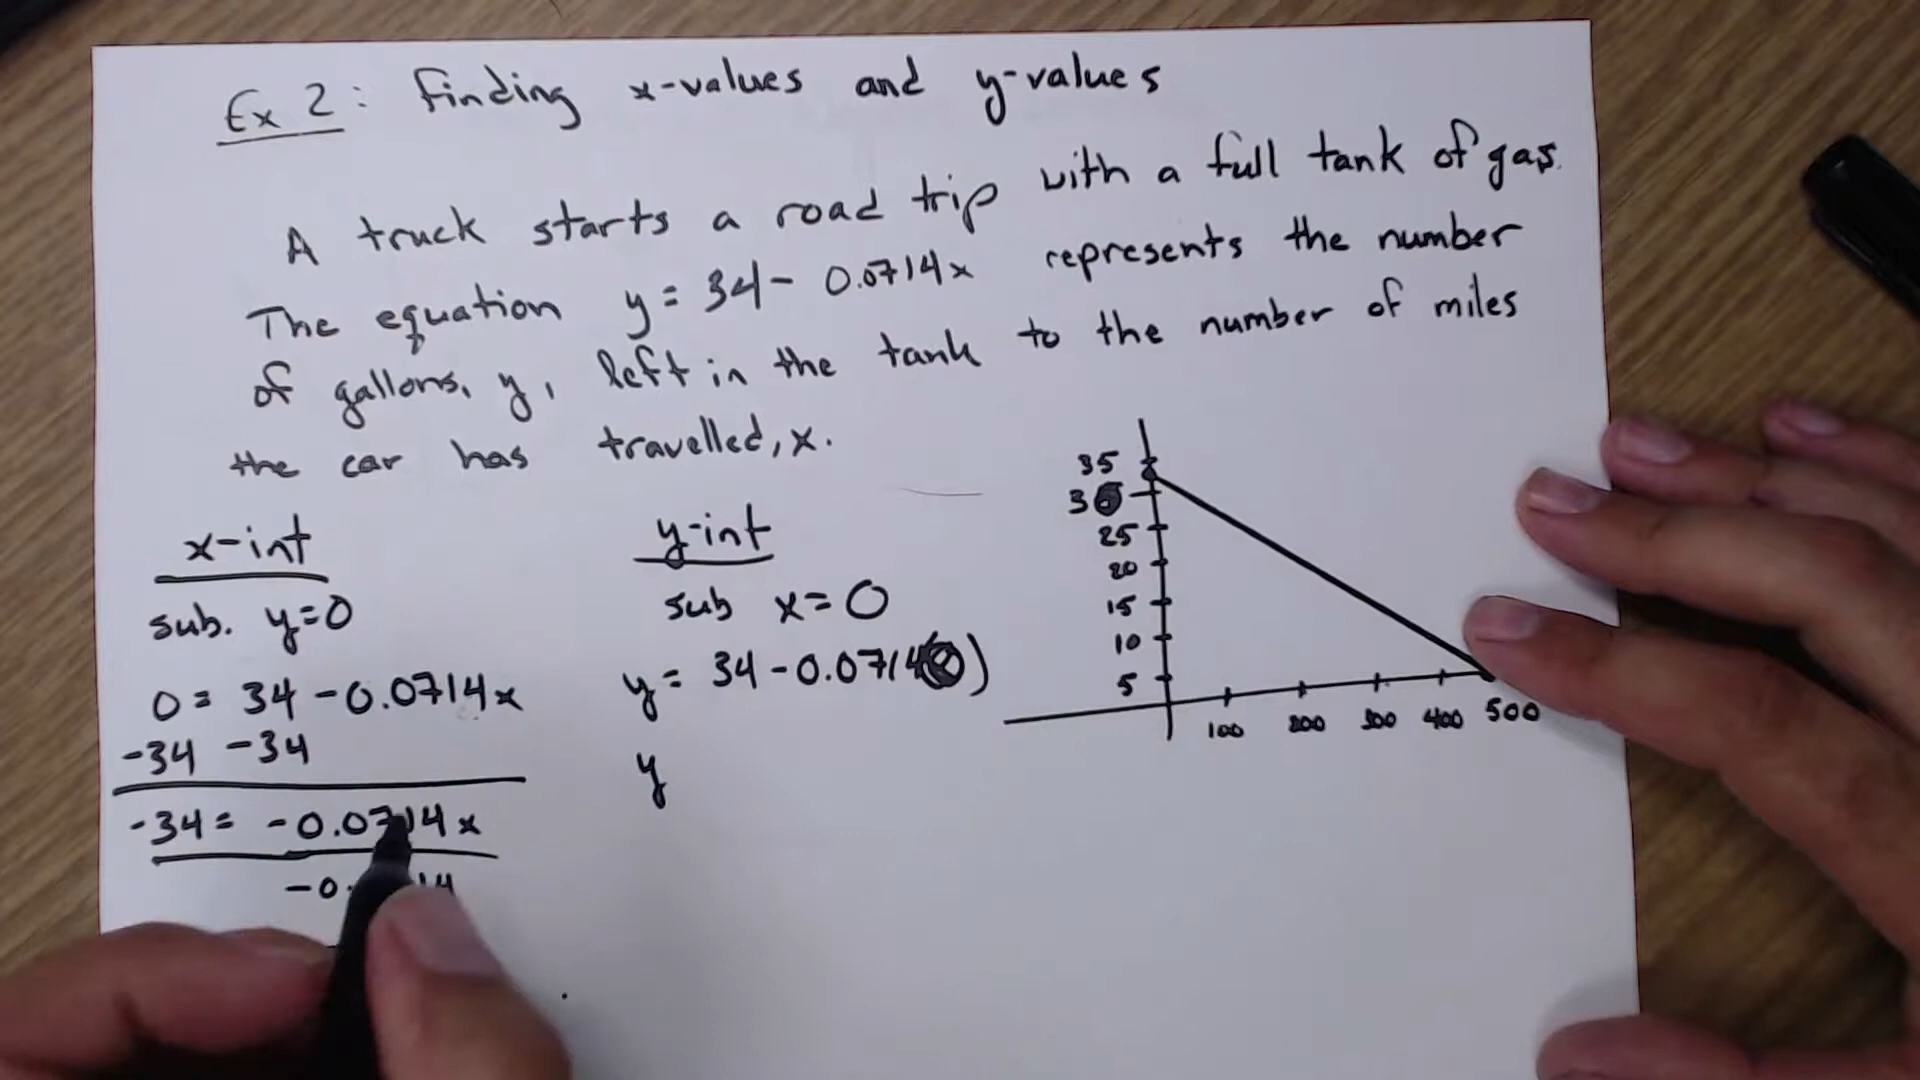 Ex 2: Finding x-values and y-values
A truck starts a road trip with a full tank of gas.
The equation y = 34 - 0.0714x represents the number
of gallons, y, left in the tank to the number of miles
the car has travelled, x.
x-int
sub. y=0
0 = 34 - 0.0714x
-34 -34
-34 = -0.0714x
y-int
sub x = 0
y = 34 - 0.0714( )
y
35
30
25
20
15
10
5
100 200 300 400 500